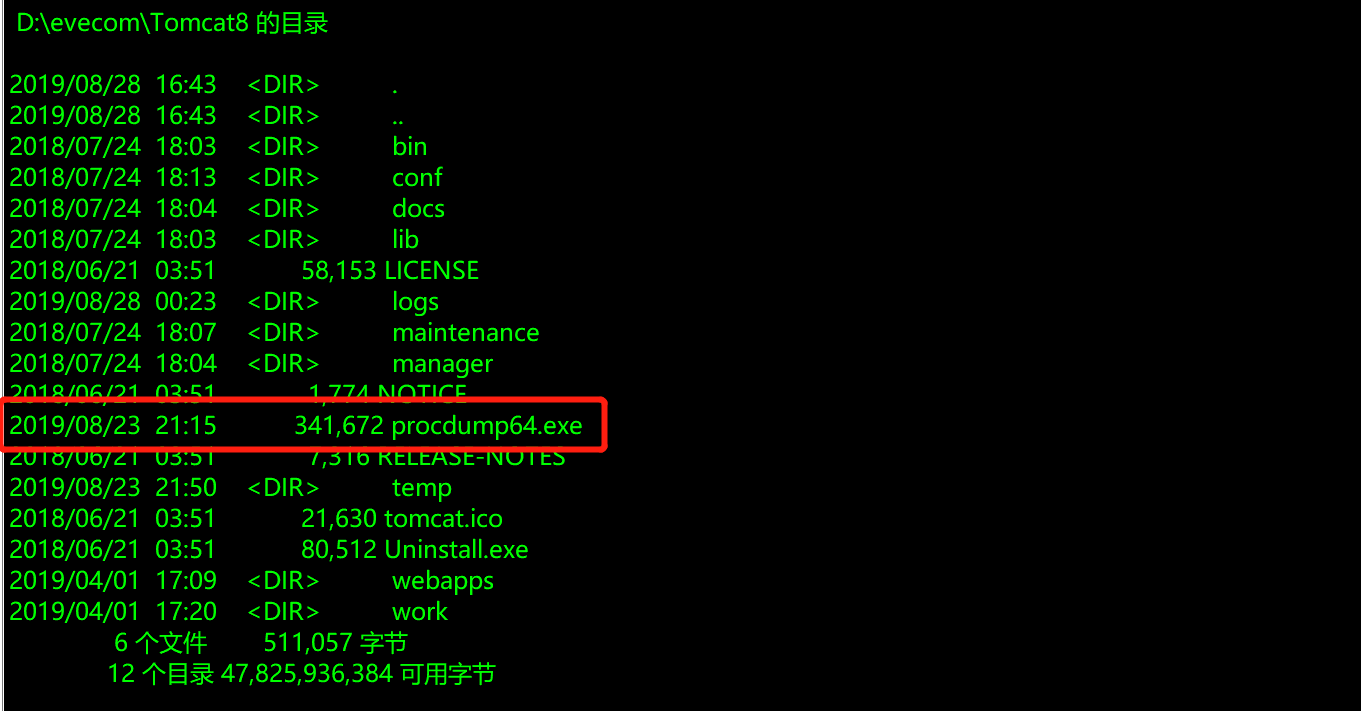 D:\evecom\Tomcat8 的目录
2019/08/28 16:43 <DIR> .
2019/08/28 16:43 <DIR> ..
2018/07/24 18:03 <DIR> bin
2018/07/24 18:13 <DIR> conf
2018/07/24 18:04 <DIR> docs
2018/07/24 18:03 <DIR> lib
2018/06/21 03:51 58,153 LICENSE
2019/08/28 00:23 <DIR> logs
2018/07/24 18:07 <DIR> maintenance
2018/07/24 18:04 <DIR> manager
2018/06/21 03:51 1,774 NOTICE
2019/08/23 21:15 341,672 procdump64.exe
2018/06/21 03:51 7,316 RELEASE-NOTES
2019/08/23 21:50 <DIR> temp
2018/06/21 03:51 21,630 tomcat.ico
2018/06/21 03:51 80,512 Uninstall.exe
2019/04/01 17:09 <DIR> webapps
2019/04/01 17:20 <DIR> work
6 个文件 511,057 字节
12 个目录 47,825,936,384 可用字节